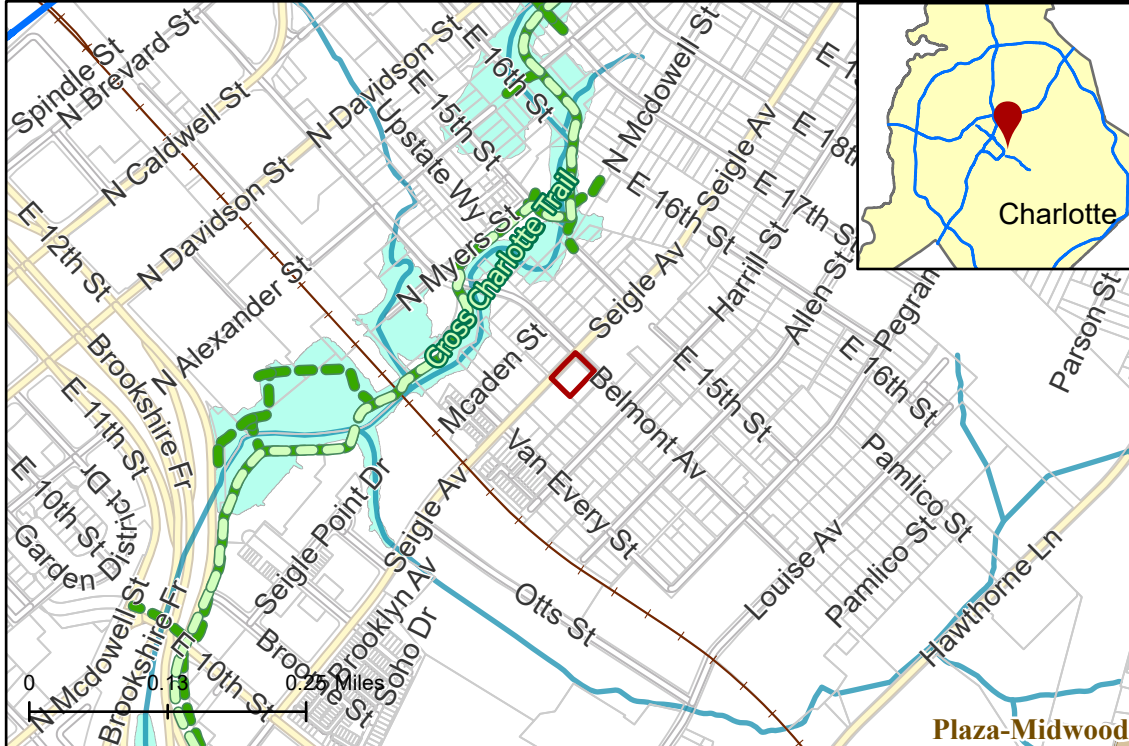 Spindle St
N Brevard St
N Caldwell St
N Davidson St
E 16th St
E 15th St
Upstate Wy
N Mcdowell St
Seigle Av
E 18th
E 17th St
E 16th St
Charlotte
E 12th St
N Davidson St
N Alexander St
N Myers St
Cross Charlotte Trail
Seigle Av
Harrill St
Allen St
Pegram
Parson St
Brookshire Fr
E 11th St
Mcaden St
Belmont Av
E 15th St
E 16th St
E 10th St
District Dr
Garden
Seigle Point Dr
Seigle Av
Van Every St
Pamlico St
Pamlico St
Louise Av
Hawthorne Ln
Otts St
N Mcdowell St
Brookshire Fr
E 10th St
Broome St
Brooklyn Av
Soho Dr
0 0.13 0.25 Miles
Plaza-Midwood